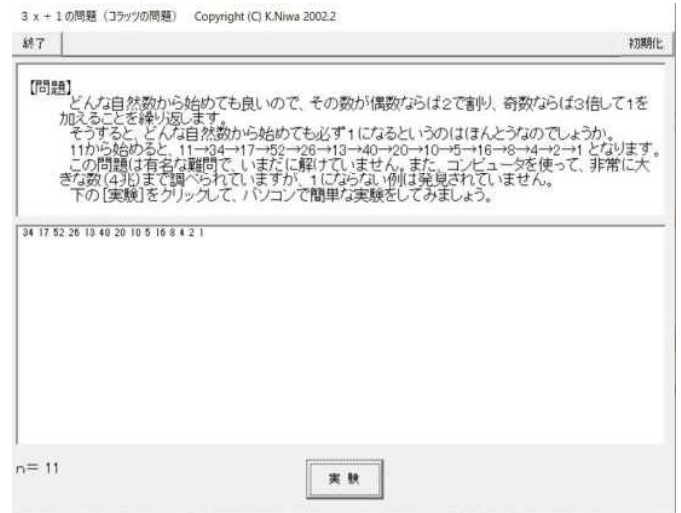 3 x + 1の問題（コラッツの問題） Copyright (C) K.Niwa 2002.2
終了 初期化
【問題】
どんな自然数から始めても良いので、その数が偶数ならば2で割り、奇数ならば3倍して1を
加えることを繰り返します。
そうすると、どんな自然数から始めても必ず1になるというのはほんとうなのでしょうか。
11から始めると、11→34→17→52→26→13→40→20→10→5→16→8→4→2→1 となります。
この問題は有名な難問で、いまだに解けていません。また、コンピュータを使って、非常に大
きな数(4兆)まで調べられていますが、1にならない例は発見されていません。
下の[実験]をクリックして、パソコンで簡単な実験をしてみましょう。
34 17 52 26 13 40 20 10 5 16 8 4 2 1
n= 11
実 験